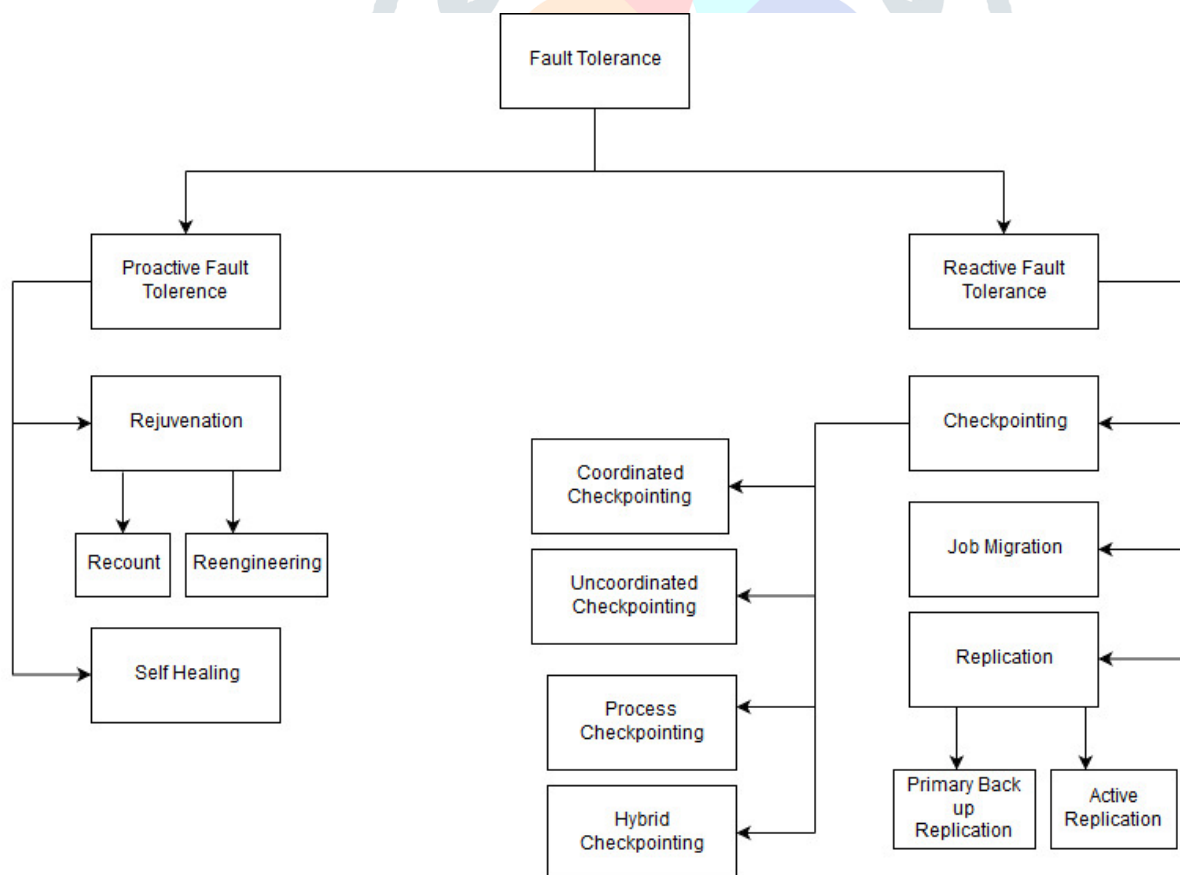 Fault Tolerance
Proactive Fault
Tolerence
Reactive Fault
Tolerance
Rejuvenation
Recount
Reengineering
Self Healing
Checkpointing
Coordinated
Checkpointing
Uncoordinated
Checkpointing
Process
Checkpointing
Hybrid
Checkpointing
Job Migration
Replication
Primary Back
up
Replication
Active
Replication